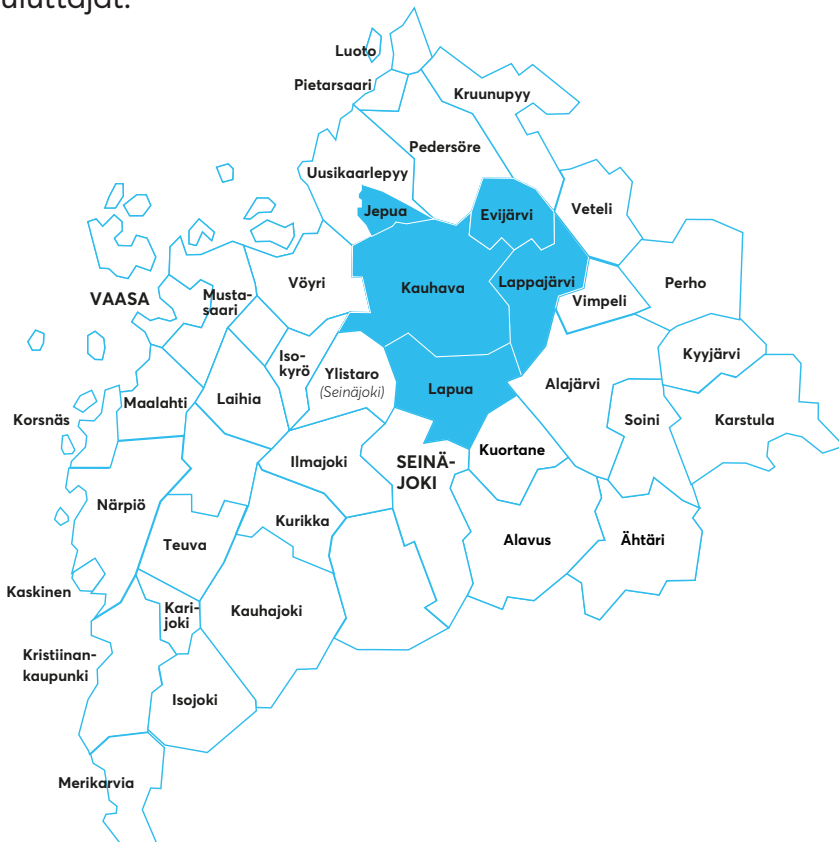 uluttajat.
Luoto
Pietarsaari
Kruunupyy
Pedersöre
Uusikaarlepyy
Jepua
Evijärvi
Veteli
VAASA
Musta-
saari
Vöyri
Kauhava
Lappajärvi
Vimpeli
Perho
Iso-
kyrö
Ylistaro
(Seinäjoki)
Kyyjärvi
Korsnäs
Maalahti
Laihia
Lapua
Alajärvi
Soini
Karstula
Ilmajoki
SEINÄ-
JOKI
Kuortane
Närpiö
Kurikka
Teuva
Alavus
Ähtäri
Kaskinen
Kari-
joki
Kauhajoki
Kristiinan-
kaupunki
Isojoki
Merikarvia